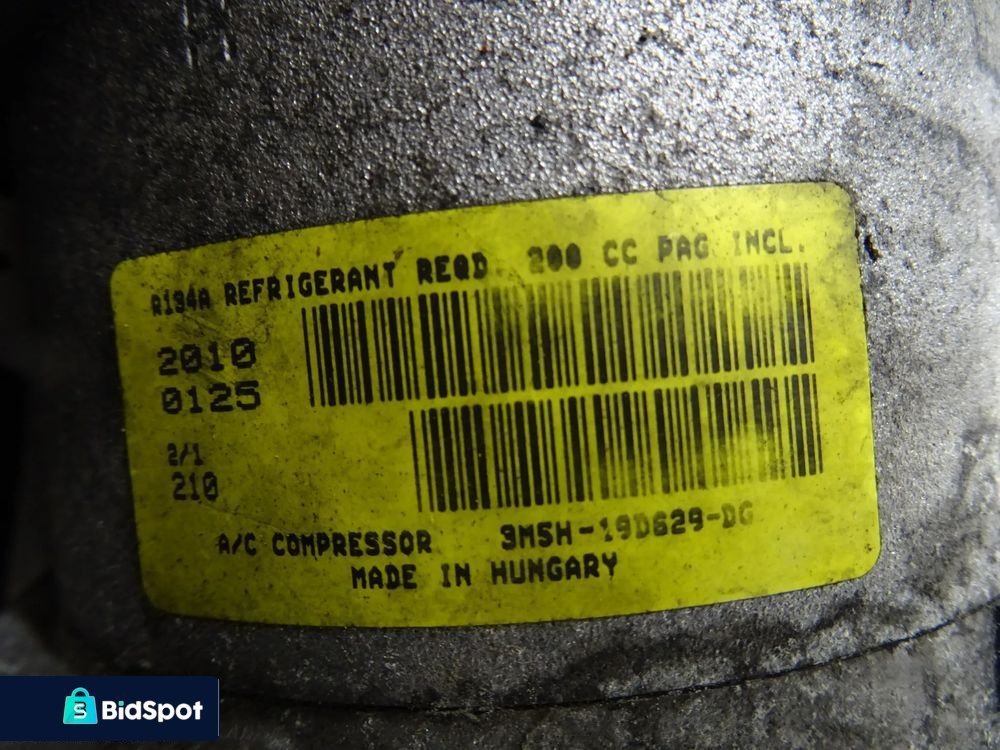 R134A REFRIGERANT REQD. 200 CC PAG INCL.
2010
0125
2/1
210
A/C COMPRESSOR 3M5H-19D629-DG
MADE IN HUNGARY
BidSpot